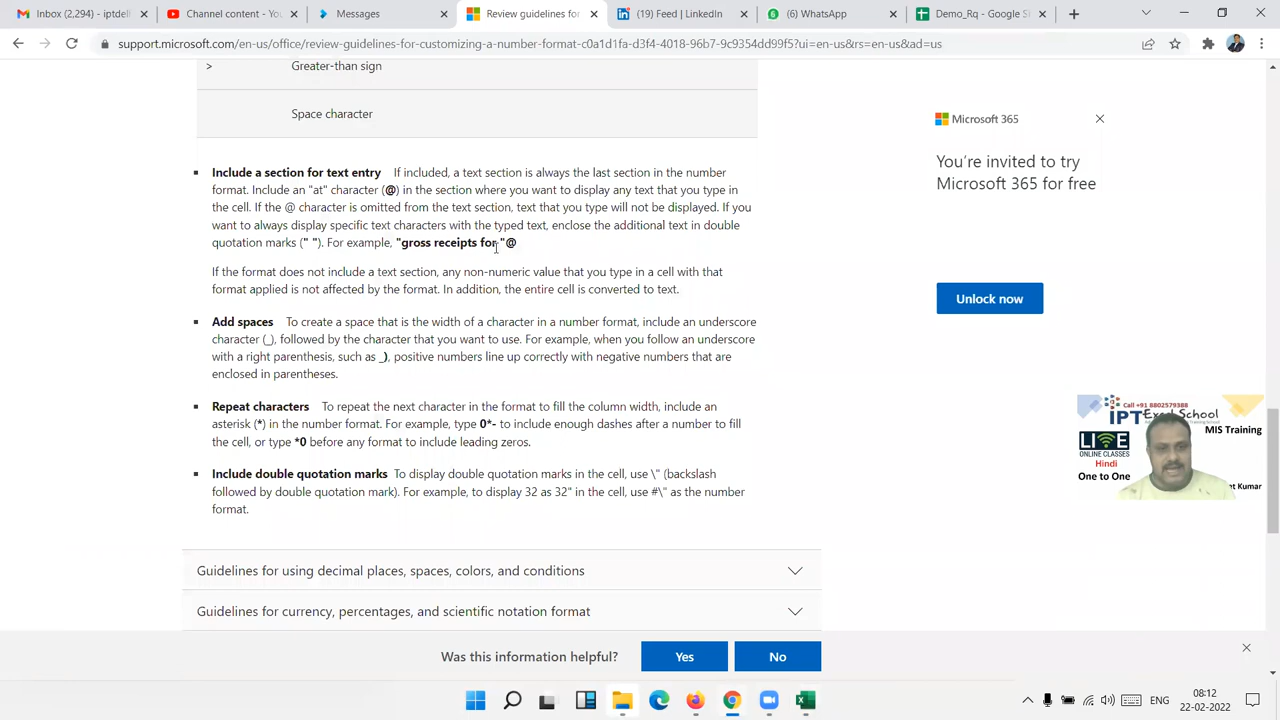 Inbox (2,294) - iptdell
Channel content - You
Messages
Review guidelines for
(19) Feed | LinkedIn
(6) WhatsApp
Demo_Rq - Google S
support.microsoft.com/en-us/office/review-guidelines-for-customizing-a-number-format-c0a1d1fa-d3f4-4018-96b7-9c9354dd99f5?ui=en-us&rs=en-us&ad=us
> Greater-than sign
Space character
Microsoft 365
You're invited to try
Microsoft 365 for free
Unlock now
Include a section for text entry If included, a text section is always the last section in the number
format. Include an "at" character (@) in the section where you want to display any text that you type in
the cell. If the @ character is omitted from the text section, text that you type will not be displayed. If you
want to always display specific text characters with the typed text, enclose the additional text in double
quotation marks (" "). For example, "gross receipts for "@
If the format does not include a text section, any non-numeric value that you type in a cell with that
format applied is not affected by the format. In addition, the entire cell is converted to text.
Add spaces To create a space that is the width of a character in a number format, include an underscore
character (_), followed by the character that you want to use. For example, when you follow an underscore
with a right parenthesis, such as _), positive numbers line up correctly with negative numbers that are
enclosed in parentheses.
Repeat characters To repeat the next character in the format to fill the column width, include an
asterisk (*) in the number format. For example, type 0*- to include enough dashes after a number to fill
the cell, or type *0 before any format to include leading zeros.
Include double quotation marks To display double quotation marks in the cell, use \" (backslash
followed by double quotation mark). For example, to display 32 as 32" in the cell, use #\" as the number
format.
Call +91 8802579388
IPT Excel School
MIS Training
LIVE
ONLINE CLASSES
Hindi
One to One
et Kumar
Guidelines for using decimal places, spaces, colors, and conditions
Guidelines for currency, percentages, and scientific notation format
Was this information helpful?
Yes
No
ENG
08:12
22-02-2022